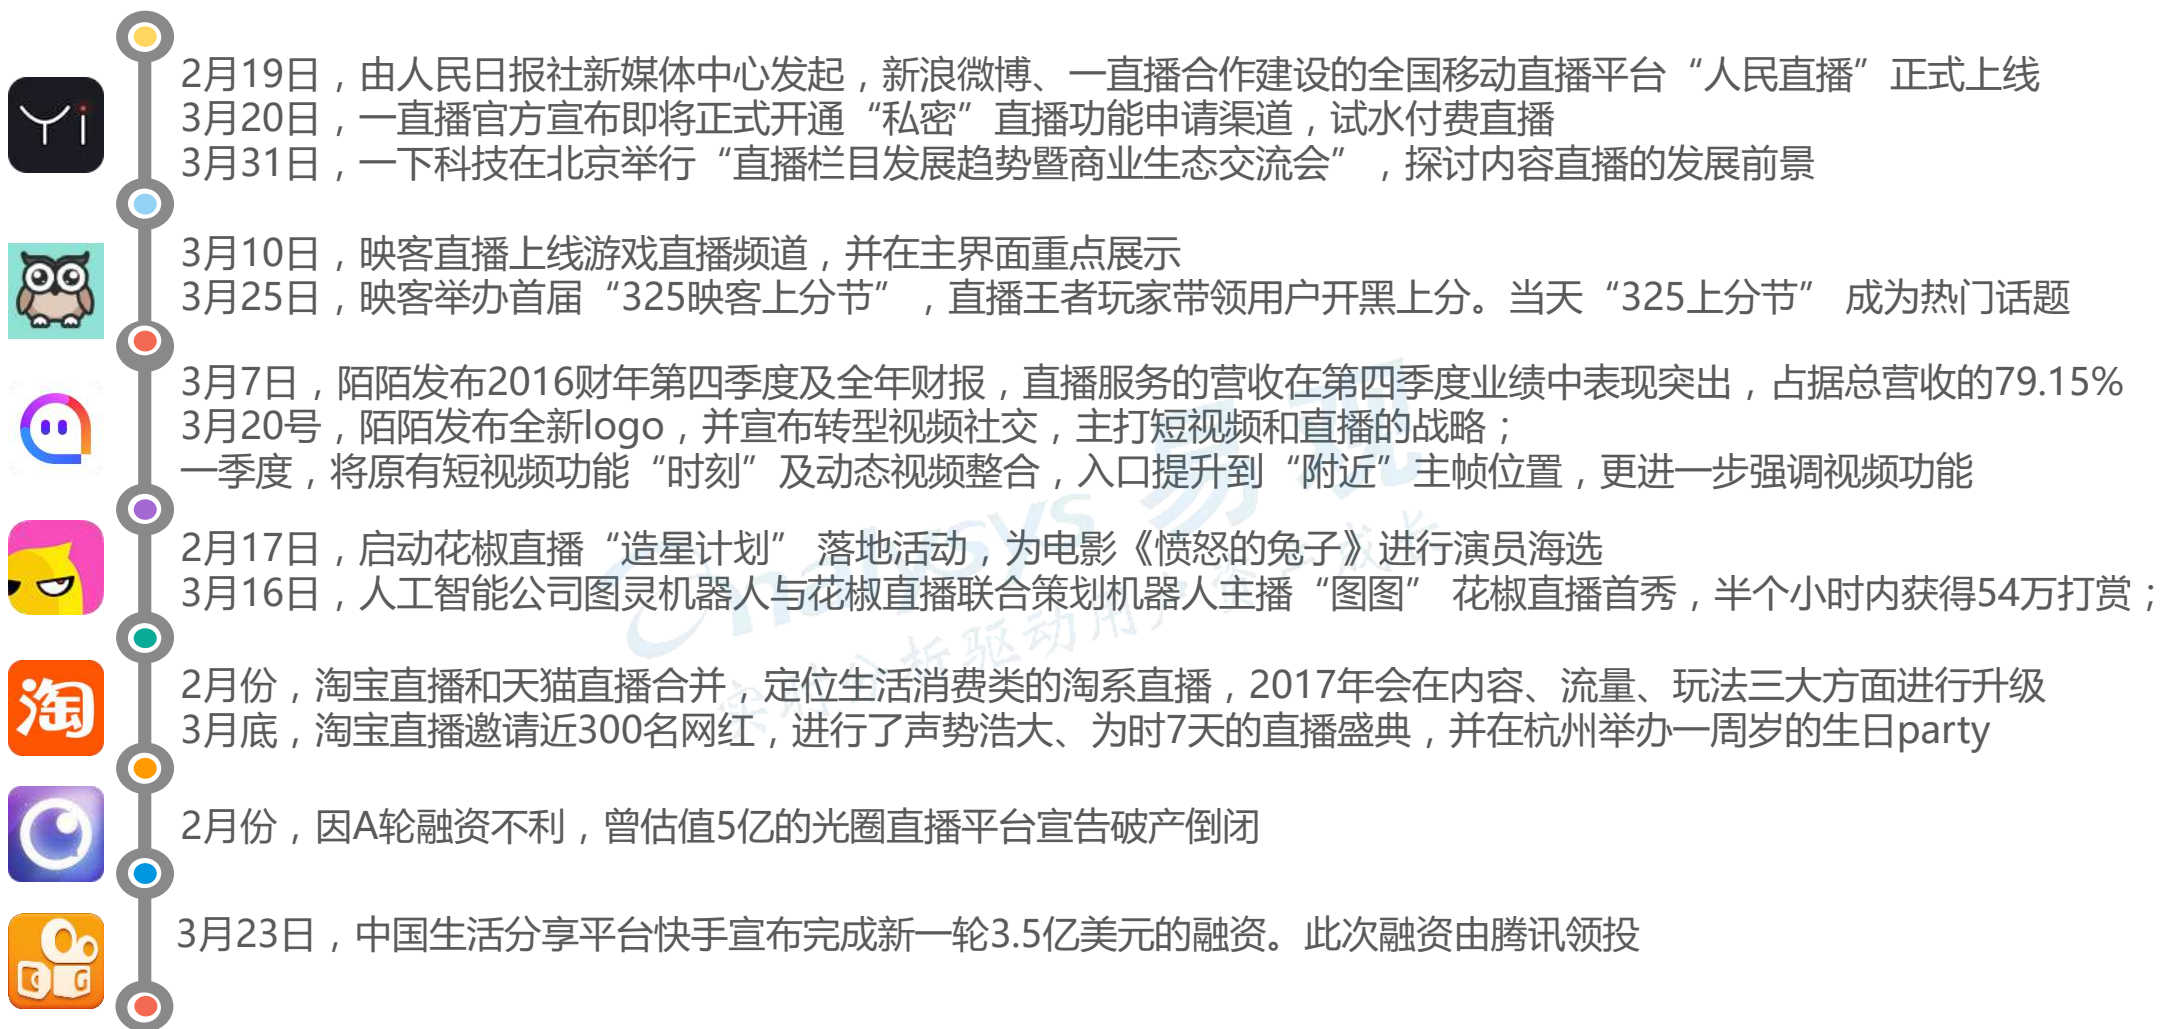 2月19日，由人民日报社新媒体中心发起，新浪微博、一直播合作建设的全国移动直播平台“人民直播”正式上线
3月20日，一直播官方宣布即将正式开通“私密”直播功能申请渠道，试水付费直播
3月31日，一下科技在北京举行“直播栏目发展趋势暨商业生态交流会”，探讨内容直播的发展前景
Yi
3月10日，映客直播上线游戏直播频道，并在主界面重点展示
3月25日，映客举办首届“325映客上分节”，直播王者玩家带领用户开黑上分。当天“325上分节” 成为热门话题
3月7日，陌陌发布2016财年第四季度及全年财报，直播服务的营收在第四季度业绩中表现突出，占据总营收的79.15%
3月20号，陌陌发布全新logo，并宣布转型视频社交，主打短视频和直播的战略；
一季度，将原有短视频功能“时刻”及动态视频整合，入口提升到“附近”主帧位置，更进一步强调视频功能
2月17日，启动花椒直播“造星计划” 落地活动，为电影《愤怒的兔子》进行演员海选
3月16日，人工智能公司图灵机器人与花椒直播联合策划机器人主播“图图” 花椒直播首秀，半个小时内获得54万打赏；
2月份，淘宝直播和天猫直播合并，定位生活消费类的淘系直播，2017年会在内容、流量、玩法三大方面进行升级
3月底，淘宝直播邀请近300名网红，进行了声势浩大、为时7天的直播盛典，并在杭州举办一周岁的生日party
淘
2月份，因A轮融资不利，曾估值5亿的光圈直播平台宣告破产倒闭
3月23日，中国生活分享平台快手宣布完成新一轮3.5亿美元的融资。此次融资由腾讯领投
analysys 易观
实时分析驱动用户资产成长